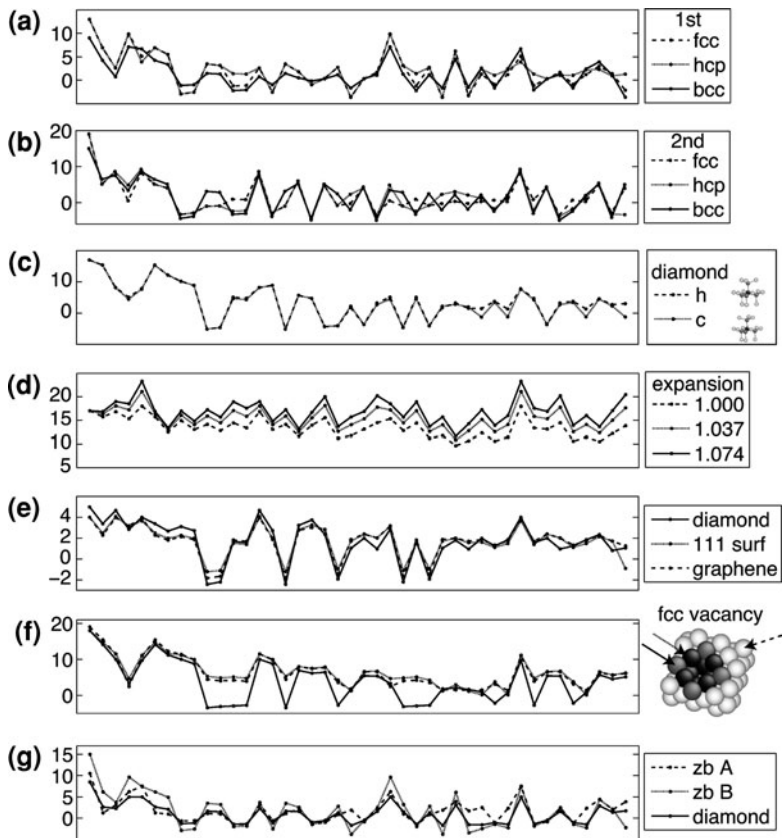 (a)
10
5
0
1st
fcc
hcp
bcc
(b)
20
10
0
2nd
fcc
hcp
bcc
(c)
10
0
diamond
h
c
(d)
20
15
10
5
expansion
1.000
1.037
1.074
(e)
4
2
0
−2
diamond
111 surf
graphene
(f)
20
10
0
fcc vacancy
(g)
15
10
5
0
zb A
zb B
diamond